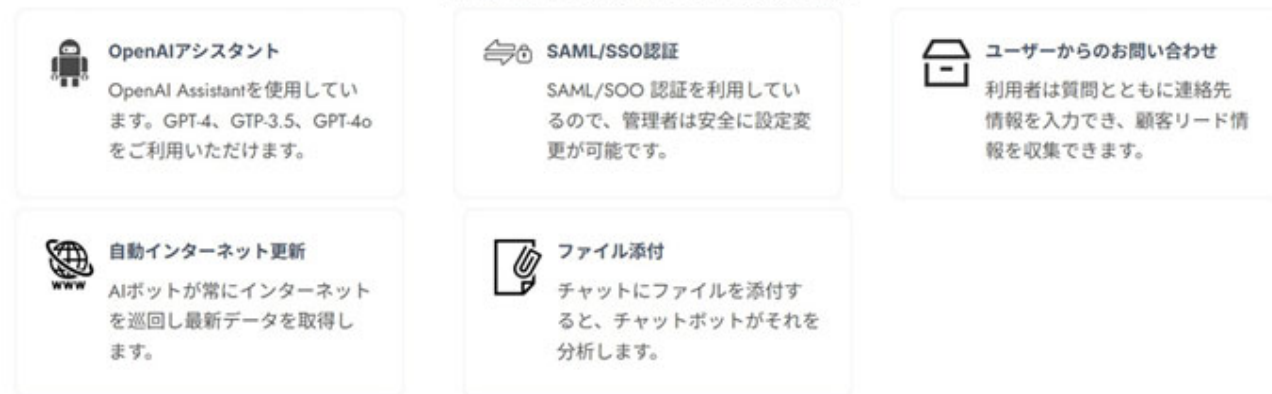 OpenAIアシスタント
OpenAI Assistantを使用してい
ます。GPT-4、GTP-3.5、GPT-4o
をご利用いただけます。
SAML/SSO認証
SAML/SOO 認証を利用してい
るので、管理者は安全に設定変
更が可能です。
ユーザーからのお問い合わせ
利用者は質問とともに連絡先
情報を入力でき、顧客リード情
報を収集できます。
自動インターネット更新
WWW
AIボットが常にインターネット
を巡回し最新データを取得し
ます。
ファイル添付
チャットにファイルを添付す
ると、チャットボットがそれを
分析します。